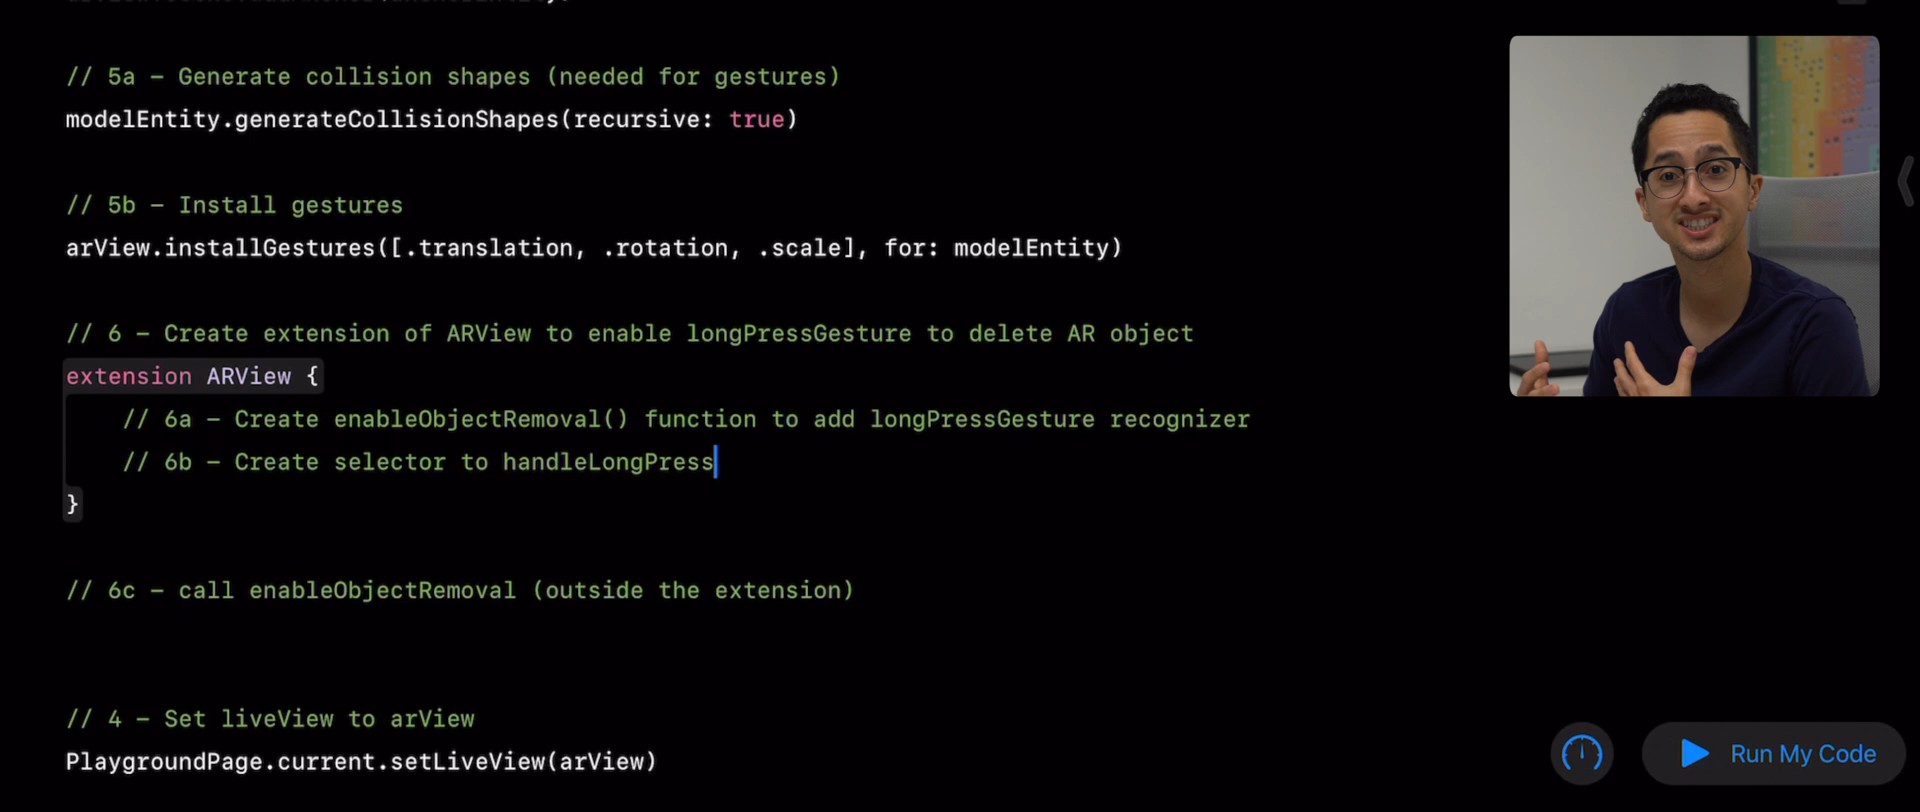 // 5a – Generate collision shapes (needed for gestures)
modelEntity.generateCollisionShapes(recursive: true)
// 5b – Install gestures
arView.installGestures([.translation, .rotation, .scale], for: modelEntity)
// 6 – Create extension of ARView to enable longPressGesture to delete AR object
extension ARView {
// 6a – Create enableObjectRemoval() function to add longPressGesture recognizer
// 6b – Create selector to handleLongPress
}
// 6c – call enableObjectRemoval (outside the extension)
// 4 – Set liveView to arView
PlaygroundPage.current.setLiveView(arView)
Run My Code